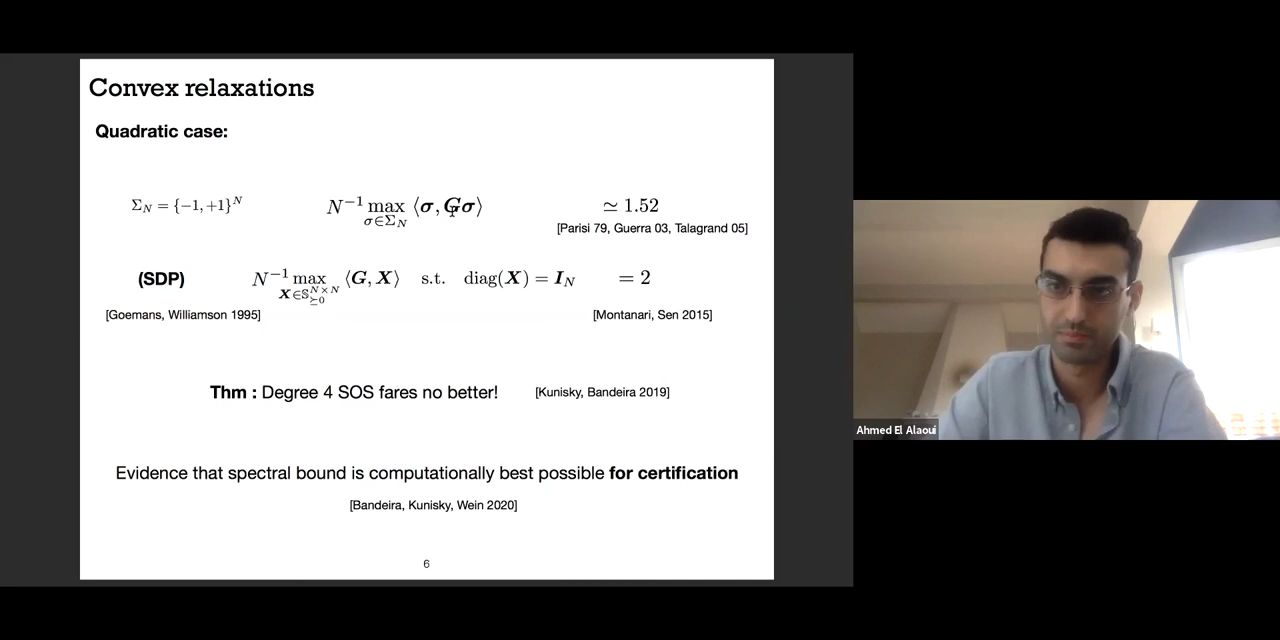 Convex relaxations
Quadratic case:
Σ_N = {−1, +1}^N    N^{−1} max_{σ∈Σ_N} ⟨σ, Gσ⟩    ≃ 1.52
[Parisi 79, Guerra 03, Talagrand 05]
(SDP)    N^{−1} max_{X∈𝕊^{N×N}_{⪰0}} ⟨G, X⟩    s.t.    diag(X) = I_N    = 2
[Goemans, Williamson 1995]    [Montanari, Sen 2015]
Thm : Degree 4 SOS fares no better!    [Kunisky, Bandeira 2019]
Evidence that spectral bound is computationally best possible for certification
[Bandeira, Kunisky, Wein 2020]
6
Ahmed El Alaoui